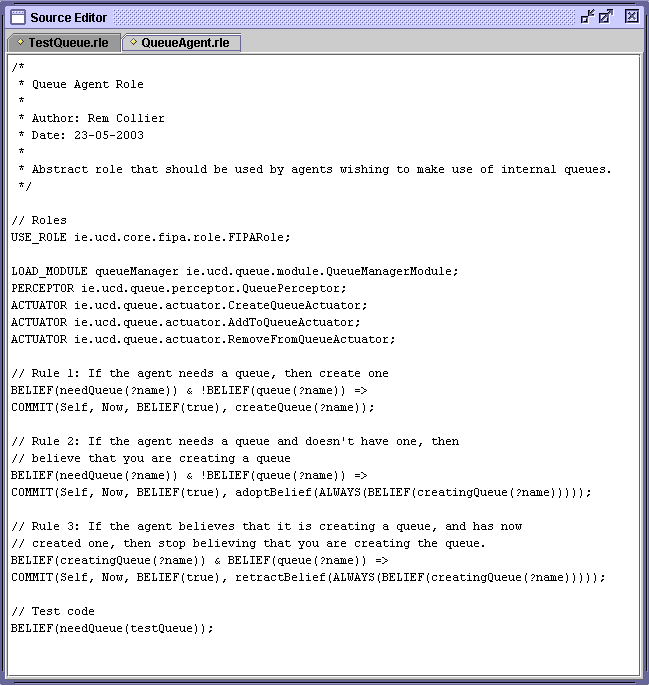 Source Editor
TestQueue.rle
QueueAgent.rle
/*
 * Queue Agent Role
 *
 * Author: Rem Collier
 * Date: 23-05-2003
 *
 * Abstract role that should be used by agents wishing to make use of internal queues.
 */
// Roles
USE_ROLE ie.ucd.core.fipa.role.FIPARole;
LOAD_MODULE queueManager ie.ucd.queue.module.QueueManagerModule;
PERCEPTOR ie.ucd.queue.perceptor.QueuePerceptor;
ACTUATOR ie.ucd.queue.actuator.CreateQueueActuator;
ACTUATOR ie.ucd.queue.actuator.AddToQueueActuator;
ACTUATOR ie.ucd.queue.actuator.RemoveFromQueueActuator;
// Rule 1: If the agent needs a queue, then create one
BELIEF(needQueue(?name)) & !BELIEF(queue(?name)) =>
COMMIT(Self, Now, BELIEF(true), createQueue(?name));
// Rule 2: If the agent needs a queue and doesn't have one, then
// believe that you are creating a queue
BELIEF(needQueue(?name)) & !BELIEF(queue(?name)) =>
COMMIT(Self, Now, BELIEF(true), adoptBelief(ALWAYS(BELIEF(creatingQueue(?name)))));
// Rule 3: If the agent believes that it is creating a queue, and has now
// created one, then stop believing that you are creating the queue.
BELIEF(creatingQueue(?name)) & BELIEF(queue(?name)) =>
COMMIT(Self, Now, BELIEF(true), retractBelief(ALWAYS(BELIEF(creatingQueue(?name)))));
// Test code
BELIEF(needQueue(testQueue));